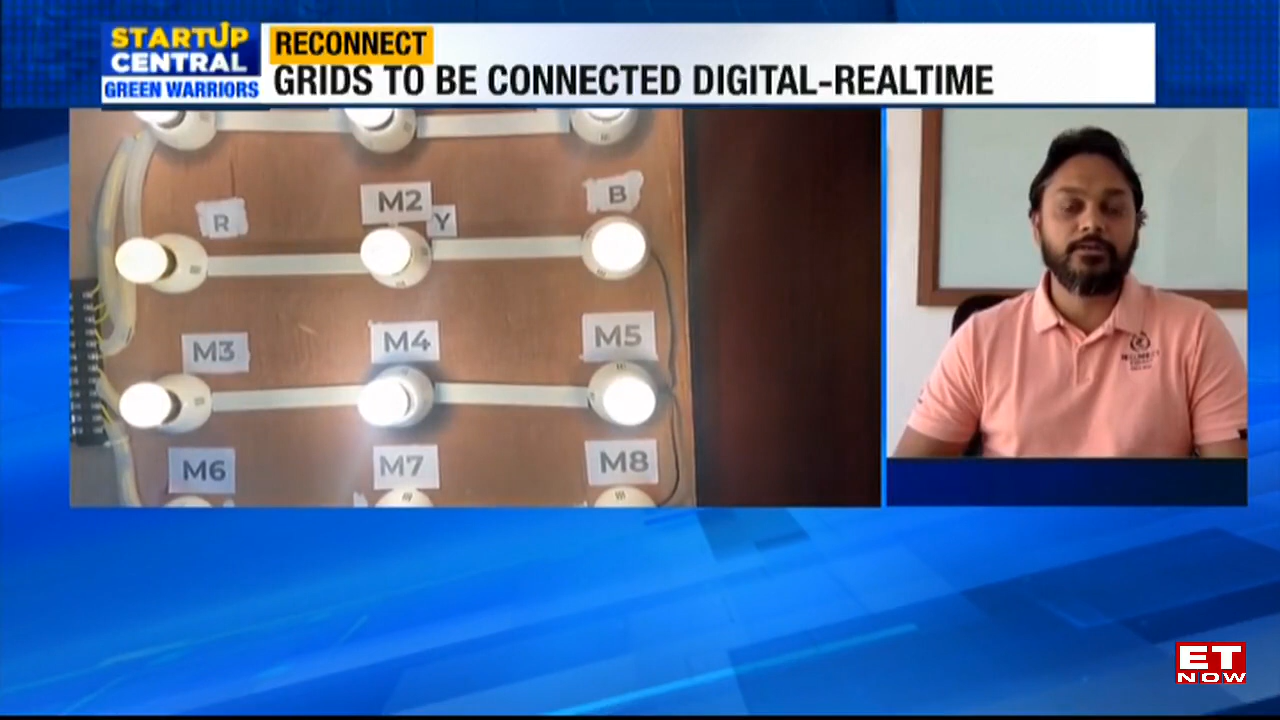 STARTUP
CENTRAL
GREEN WARRIORS
RECONNECT
GRIDS TO BE CONNECTED DIGITAL-REALTIME
R
M2
Y
B
M3
M4
M5
M6
M7
M8
ET
NOW